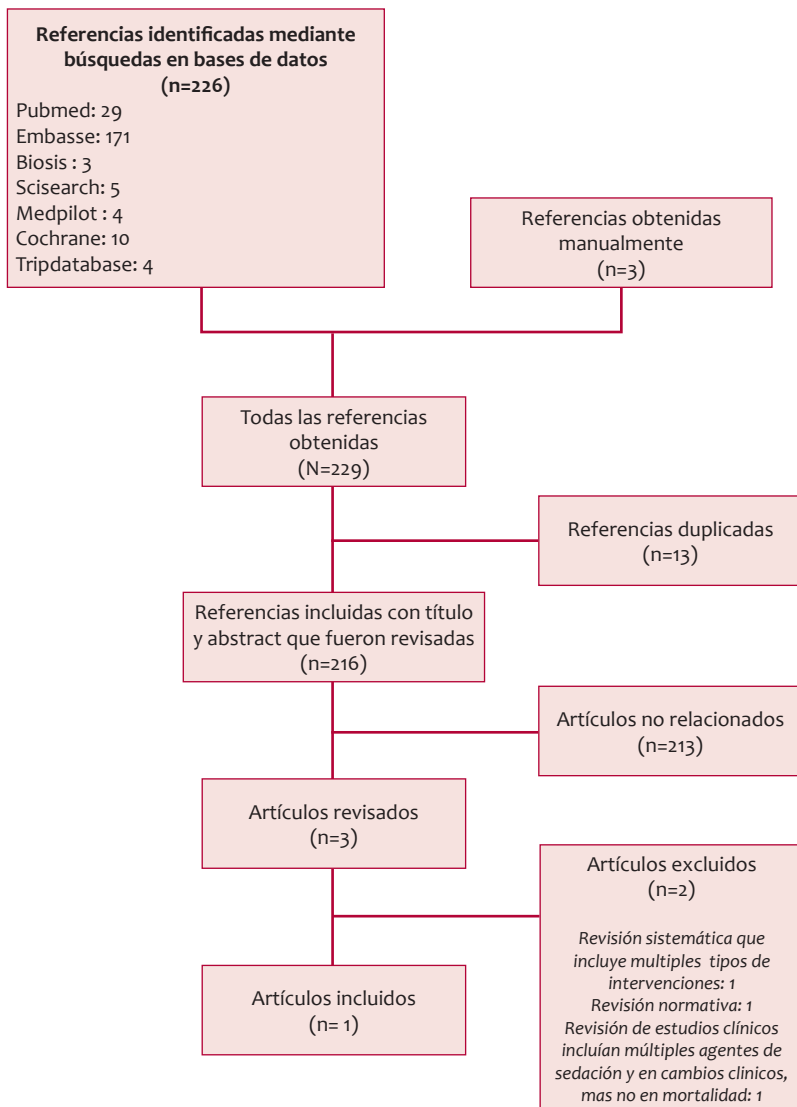 Referencias identificadas mediante
búsquedas en bases de datos
(n=226)
Pubmed: 29
Embasse: 171
Biosis : 3
Scisearch: 5
Medpilot : 4
Cochrane: 10
Tripdatabase: 4
Referencias obtenidas
manualmente
(n=3)
Todas las referencias
obtenidas
(N=229)
Referencias duplicadas
(n=13)
Referencias incluidas con título
y abstract que fueron revisadas
(n=216)
Artículos no relacionados
(n=213)
Artículos revisados
(n=3)
Artículos excluidos
(n=2)
Revisión sistemática que
incluye multiples tipos de
intervenciones: 1
Revisión normativa: 1
Revisión de estudios clínicos
incluían múltiples agentes de
sedación y en cambios clinicos,
mas no en mortalidad: 1
Artículos incluidos
(n= 1)